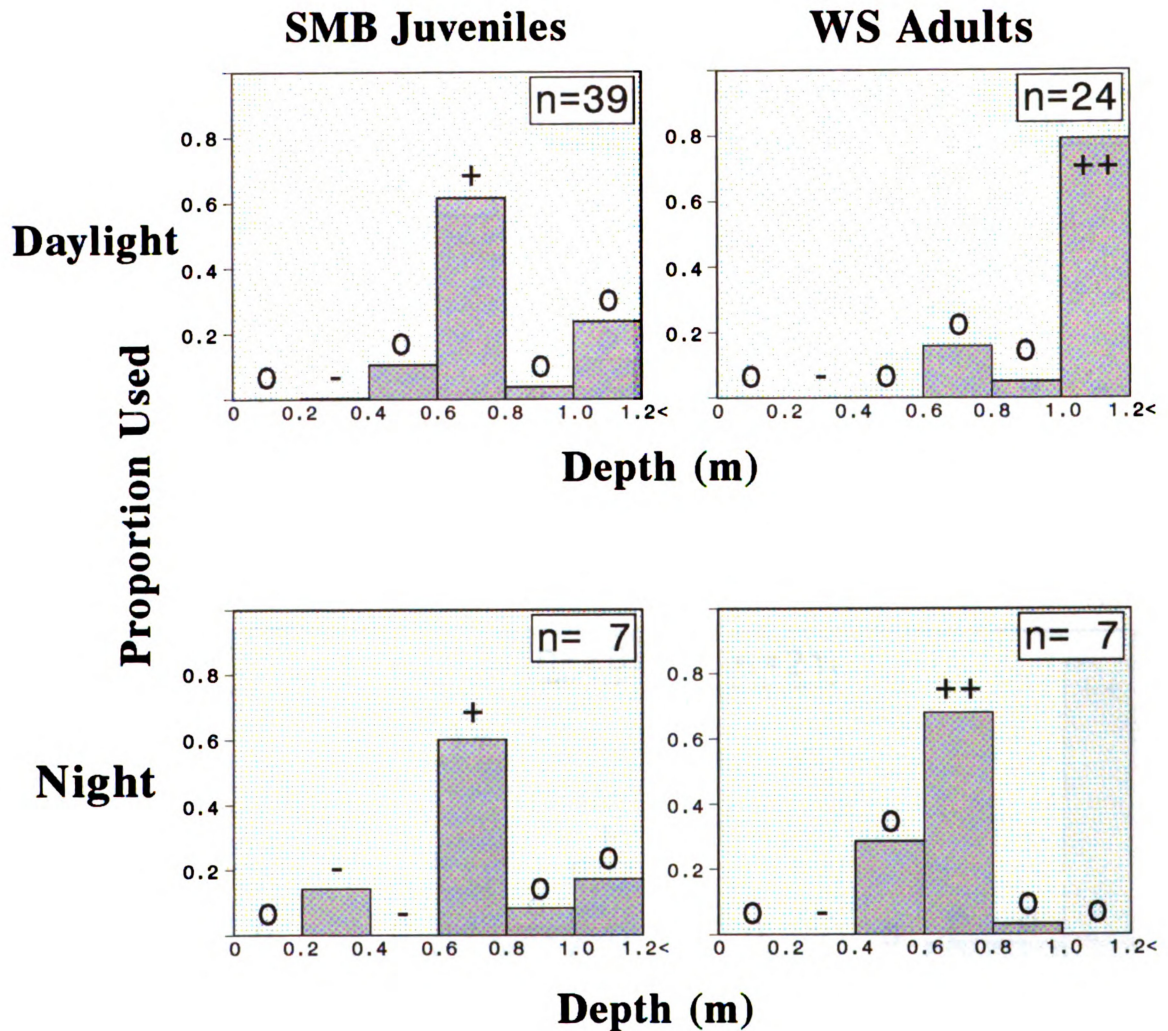 SMB Juveniles
WS Adults
Daylight
Night
Proportion Used
n=39
0.8
0.6
0.4
0.2
O - O + O O
0 0.2 0.4 0.6 0.8 1.0 1.2<
n=24
0.8
0.6
0.4
0.2
O - O O O ++
0 0.2 0.4 0.6 0.8 1.0 1.2<
Depth (m)
n= 7
0.8
0.6
0.4
0.2
O - - + O O
0 0.2 0.4 0.6 0.8 1.0 1.2<
n= 7
0.8
0.6
0.4
0.2
O - O ++ O O
0 0.2 0.4 0.6 0.8 1.0 1.2<
Depth (m)